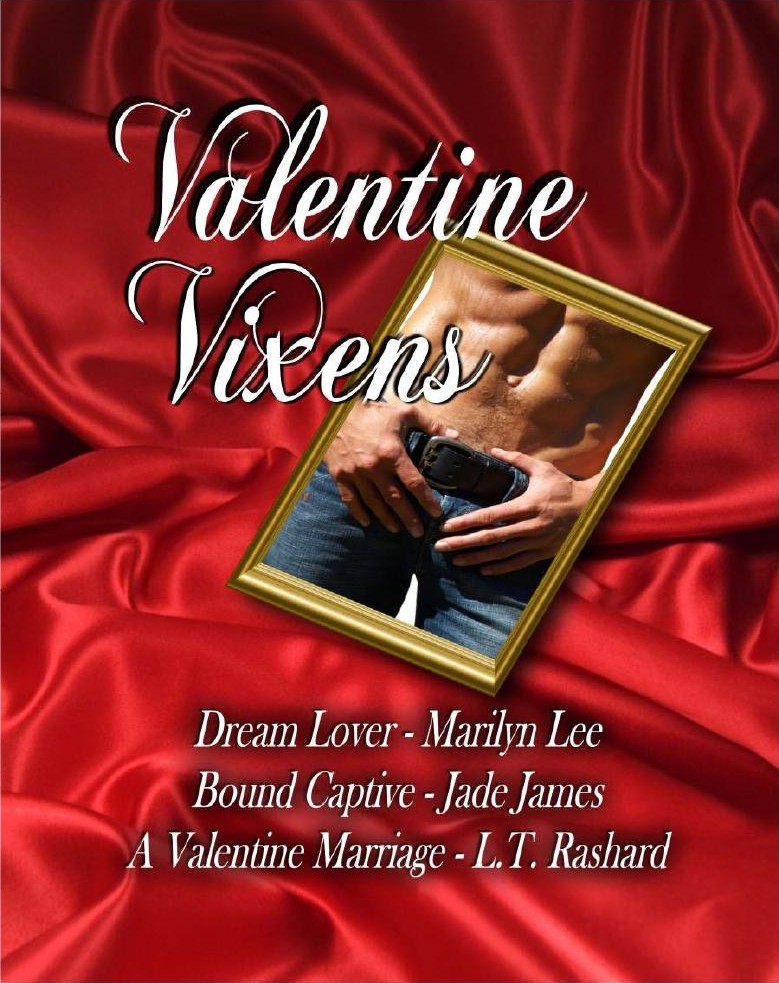 Valentine
Vixens
Dream Lover - Marilyn Lee
Bound Captive - Jade James
A Valentine Marriage - L.T. Rashard